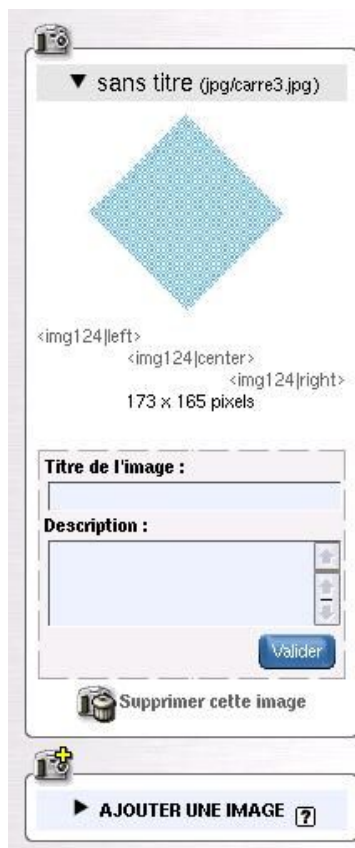 ▼ sans titre (jpg/carre3.jpg)
<img124|left>
<img124|center>
<img124|right>
173 x 165 pixels
Titre de l'image :
Description :
Valider
Supprimer cette image
► AJOUTER UNE IMAGE ?